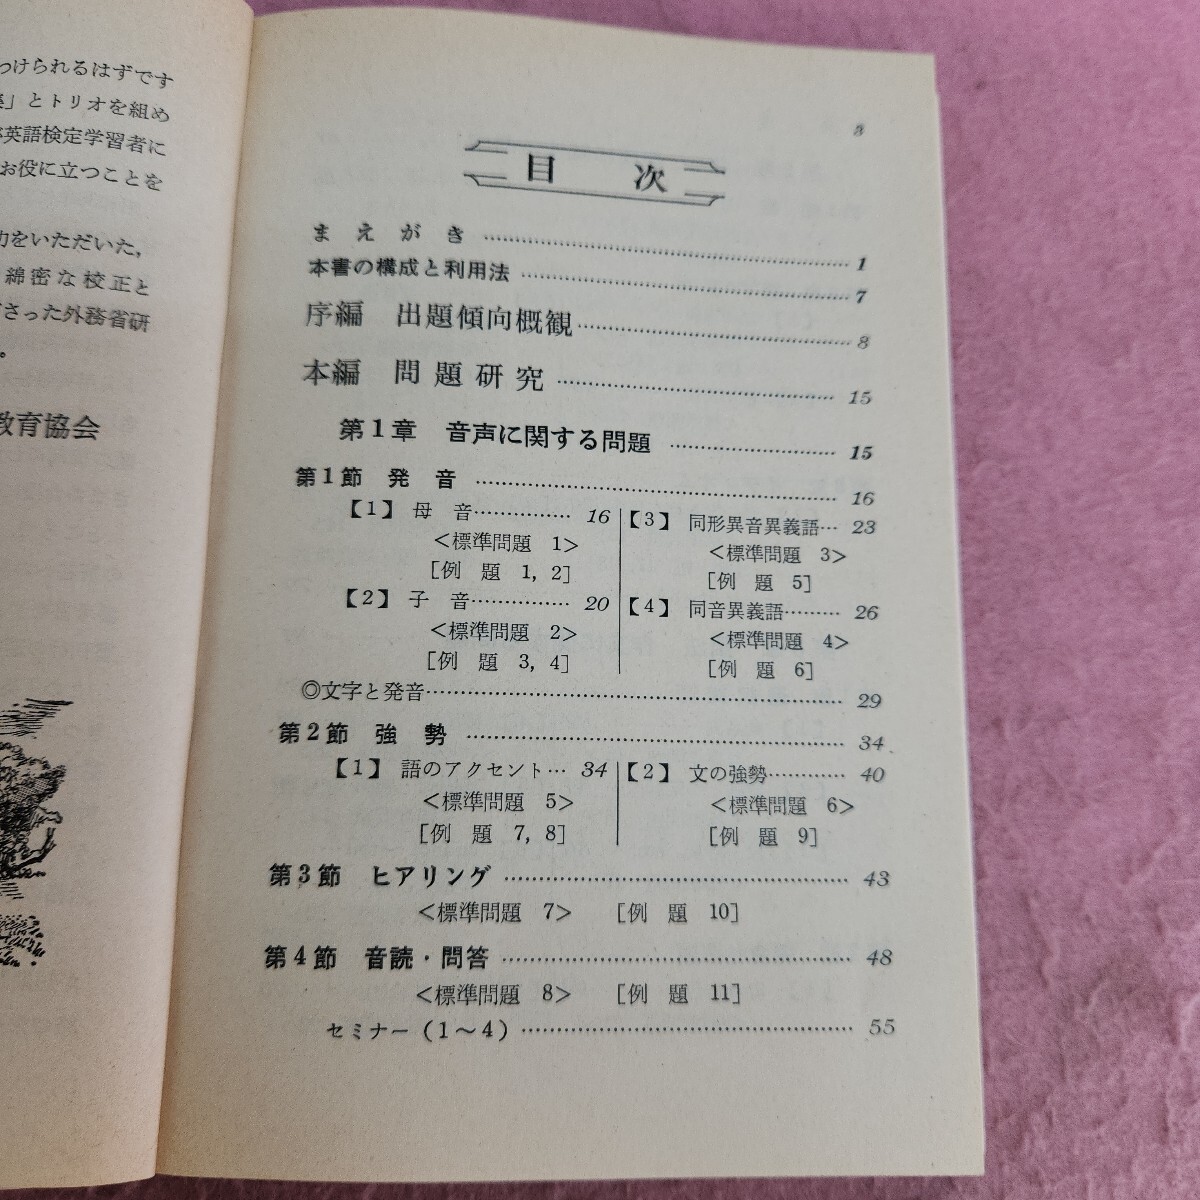 つけられるはずです
」とトリオを組め
英語検定学習者に
お役に立つことを
力をいただいた，
綿密な校正と
さった外務省研
。
教育協会
3
目次
まえがき…………1
本書の構成と利用法…………7
序編 出題傾向概観…………8
本編 問題研究…………15
第1章 音声に関する問題…………15
第1節 発音…………16
【1】 母音…………16
<標準問題 1>
[例題 1, 2]
【2】 子音…………20
<標準問題 2>
[例題 3, 4]
【3】 同形異音異義語…23
<標準問題 3>
[例題 5]
【4】 同音異義語………26
<標準問題 4>
[例題 6]
◎文字と発音…………29
第2節 強勢…………34
【1】 語のアクセント…34
<標準問題 5>
[例題 7, 8]
【2】 文の強勢…………40
<標準問題 6>
[例題 9]
第3節 ヒアリング…………43
<標準問題 7> [例題 10]
第4節 音読・問答…………48
<標準問題 8> [例題 11]
セミナー(1～4)…………55